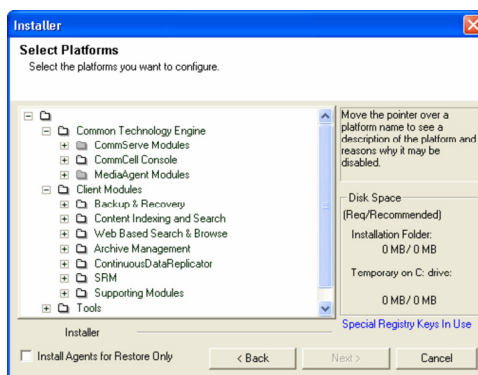 Installer
Select Platforms
Select the platforms you want to configure.
Common Technology Engine
CommServe Modules
CommCell Console
MediaAgent Modules
Client Modules
Backup & Recovery
Content Indexing and Search
Web Based Search & Browse
Archive Management
ContinuousDataReplicator
SRM
Supporting Modules
Tools
Move the pointer over a
platform name to see a
description of the platform and
reasons why it may be
disabled.
Disk Space
(Req/Recommended)
Installation Folder:
0 MB/ 0 MB
Temporary on C: drive:
0 MB/ 0 MB
Special Registry Keys In Use
Installer
Install Agents for Restore Only
< Back
Next >
Cancel